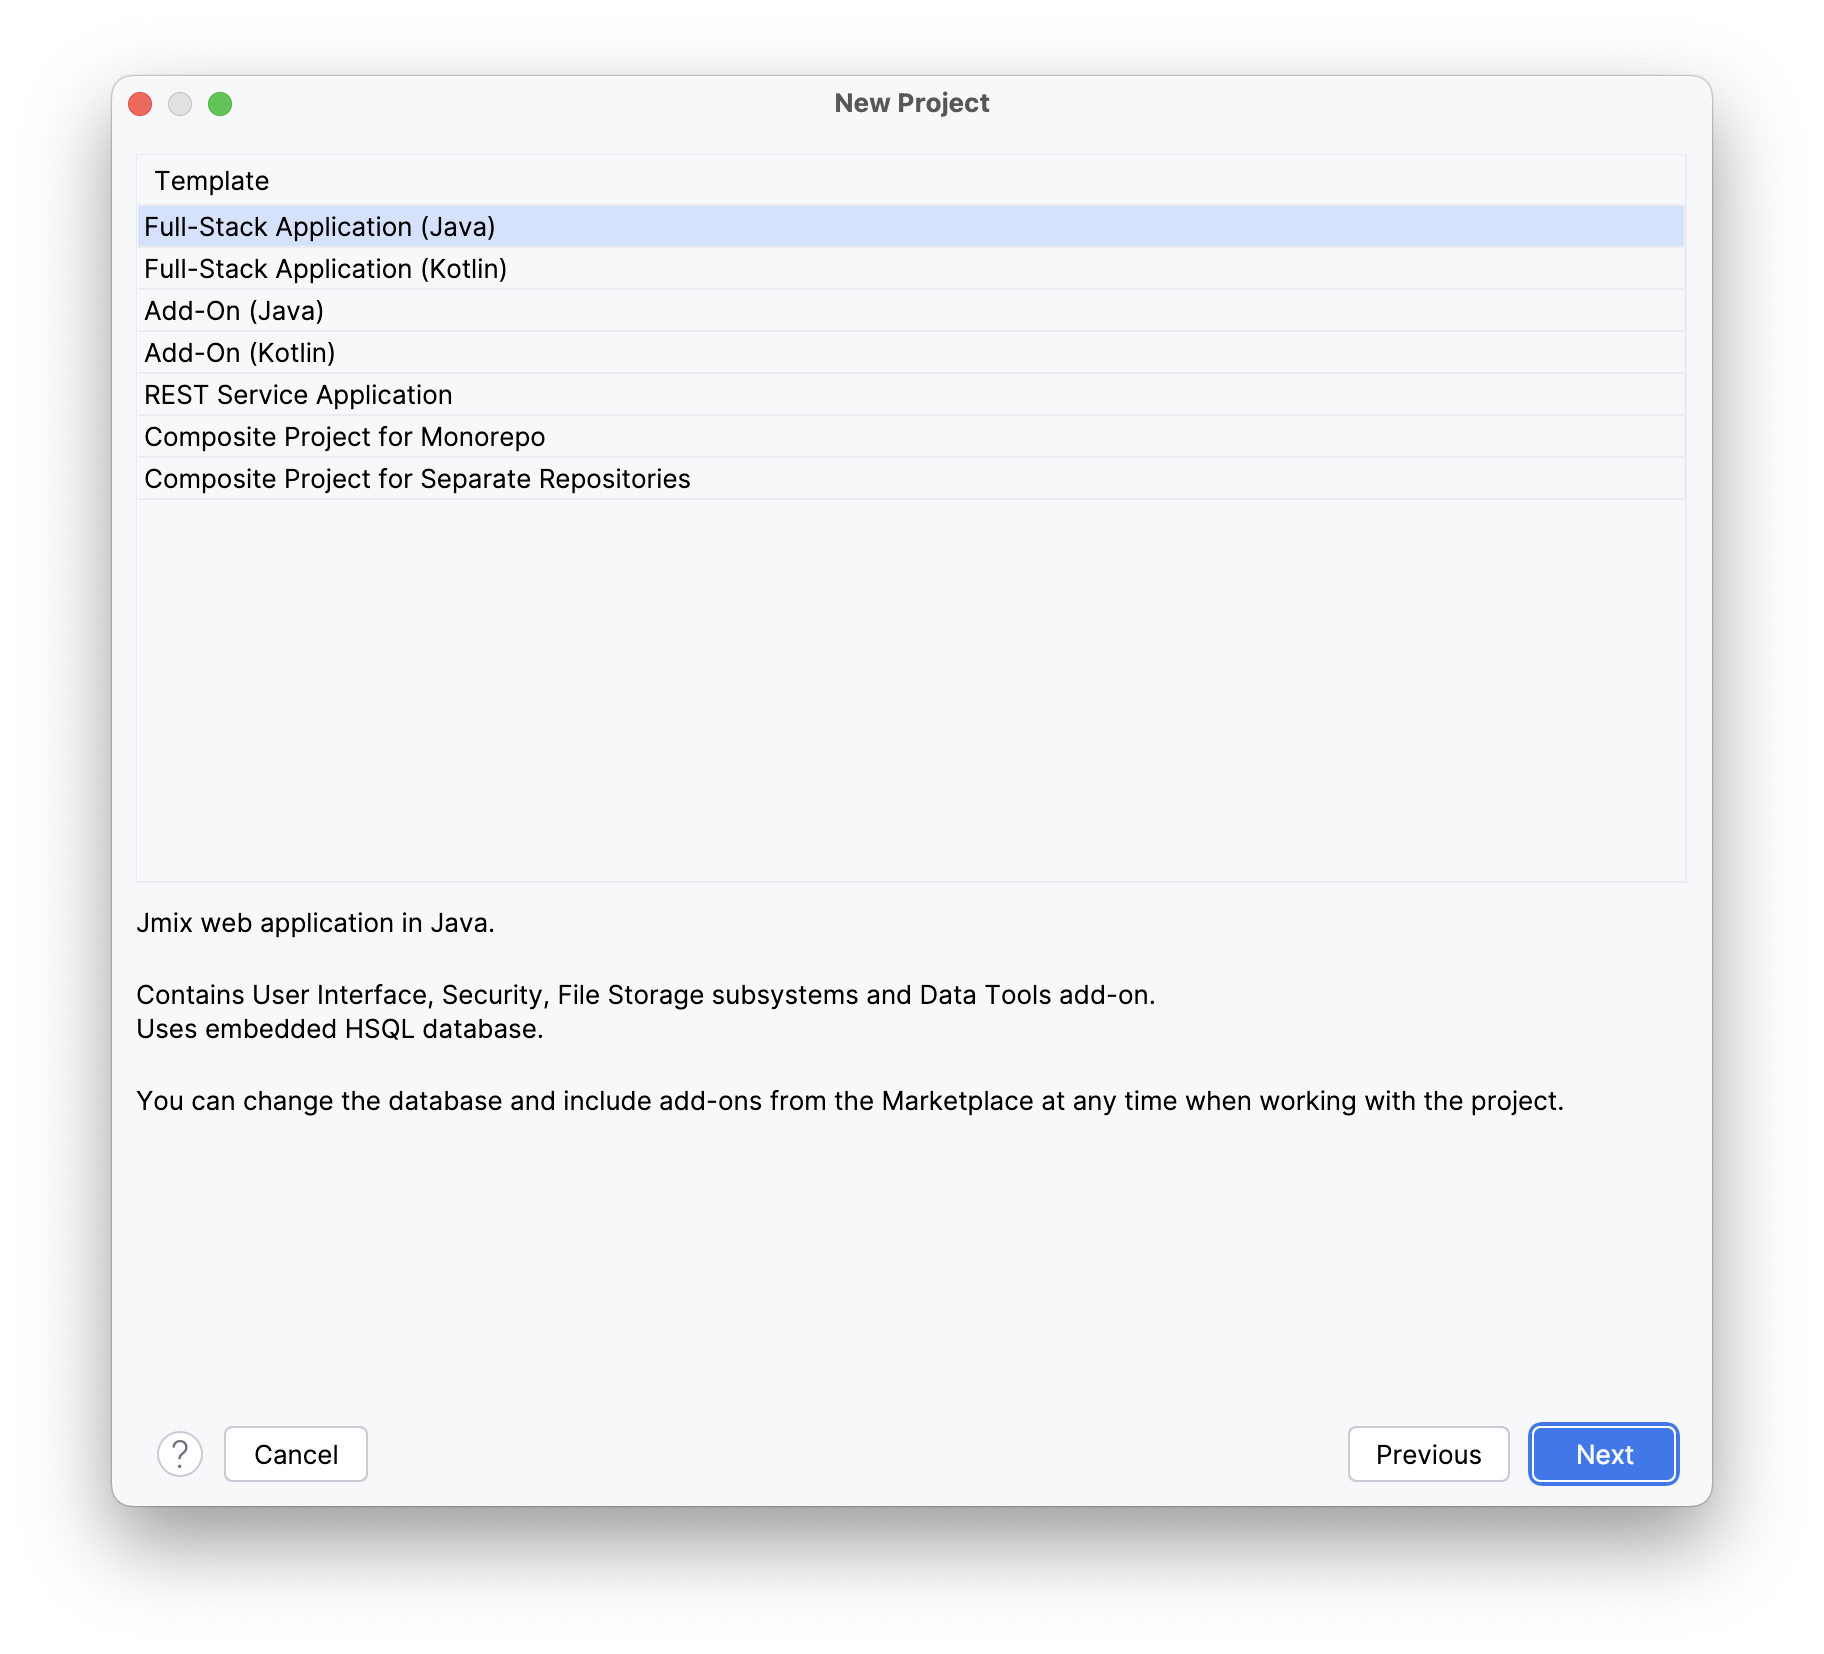 New Project
Template
Full-Stack Application (Java)
Full-Stack Application (Kotlin)
Add-On (Java)
Add-On (Kotlin)
REST Service Application
Composite Project for Monorepo
Composite Project for Separate Repositories
Jmix web application in Java.
Contains User Interface, Security, File Storage subsystems and Data Tools add-on.
Uses embedded HSQL database.
You can change the database and include add-ons from the Marketplace at any time when working with the project.
? Cancel Previous Next